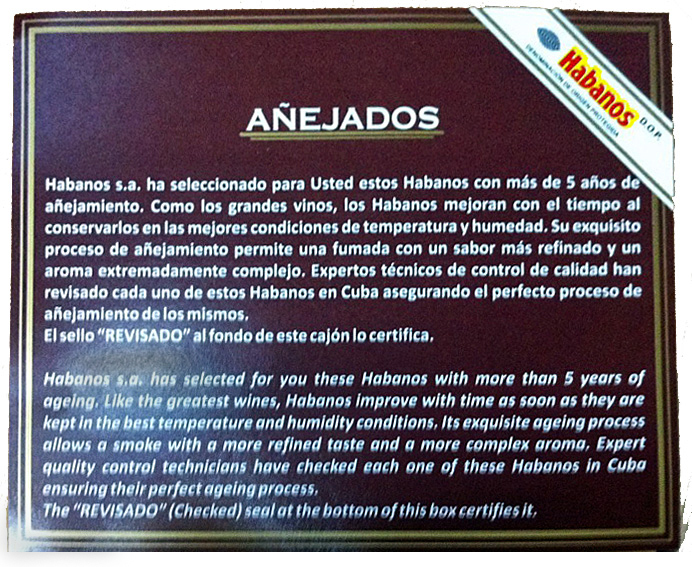 Habanos D.O.P.
DENOMINACIÓN DE ORIGEN PROTEGIDA
AÑEJADOS
Habanos s.a. ha seleccionado para Usted estos Habanos con más de 5 años de
añejamiento. Como los grandes vinos, los Habanos mejoran con el tiempo al
conservarlos en las mejores condiciones de temperatura y humedad. Su exquisito
proceso de añejamiento permite una fumada con un sabor más refinado y un
aroma extremadamente complejo. Expertos técnicos de control de calidad han
revisado cada uno de estos Habanos en Cuba asegurando el perfecto proceso de
añejamiento de los mismos.
El sello "REVISADO" al fondo de este cajón lo certifica.
Habanos s.a. has selected for you these Habanos with more than 5 years of
ageing. Like the greatest wines, Habanos improve with time as soon as they are
kept in the best temperature and humidity conditions. Its exquisite ageing process
allows a smoke with a more refined taste and a more complex aroma. Expert
quality control technicians have checked each one of these Habanos in Cuba
ensuring their perfect ageing process.
The "REVISADO" (Checked) seal at the bottom of this box certifies it.